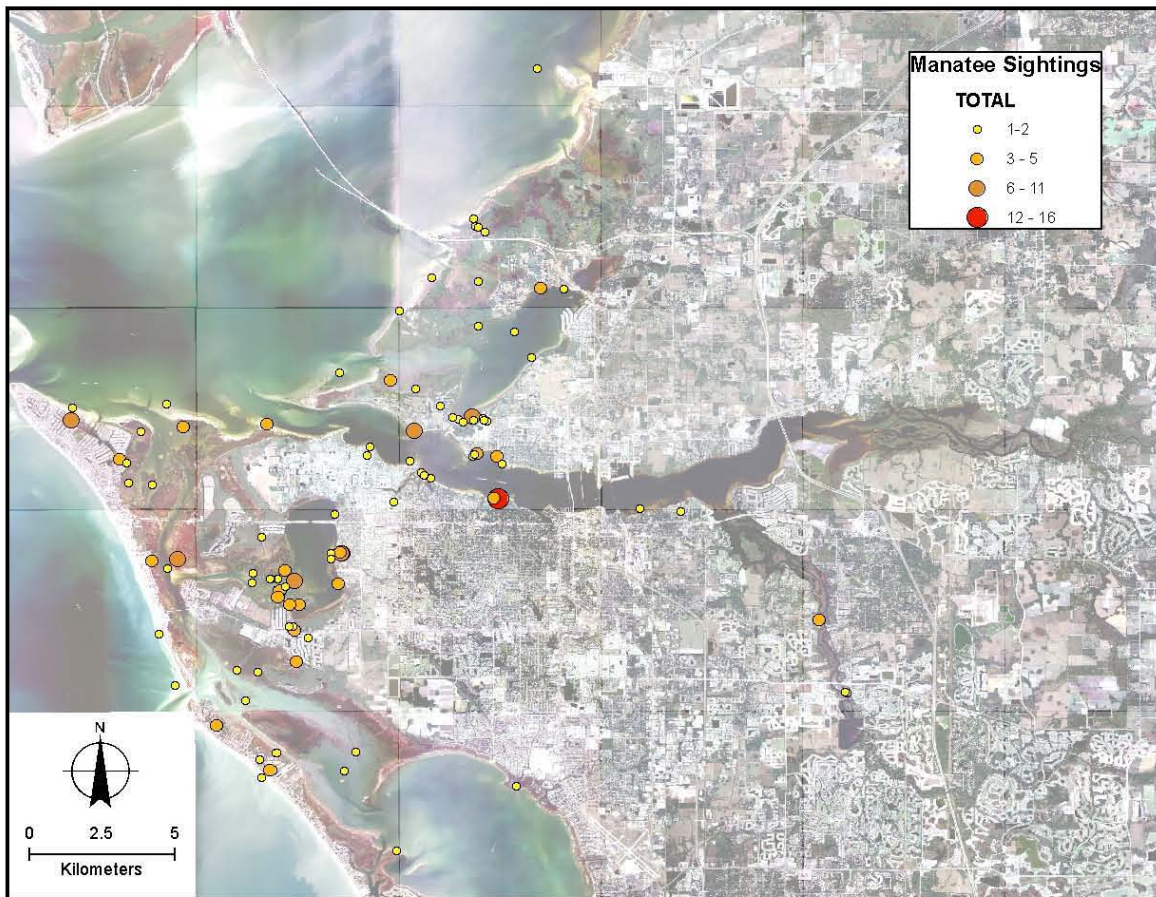 Manatee Sightings
TOTAL
1-2
3 - 5
6 - 11
12 - 16
N
0 2.5 5
Kilometers